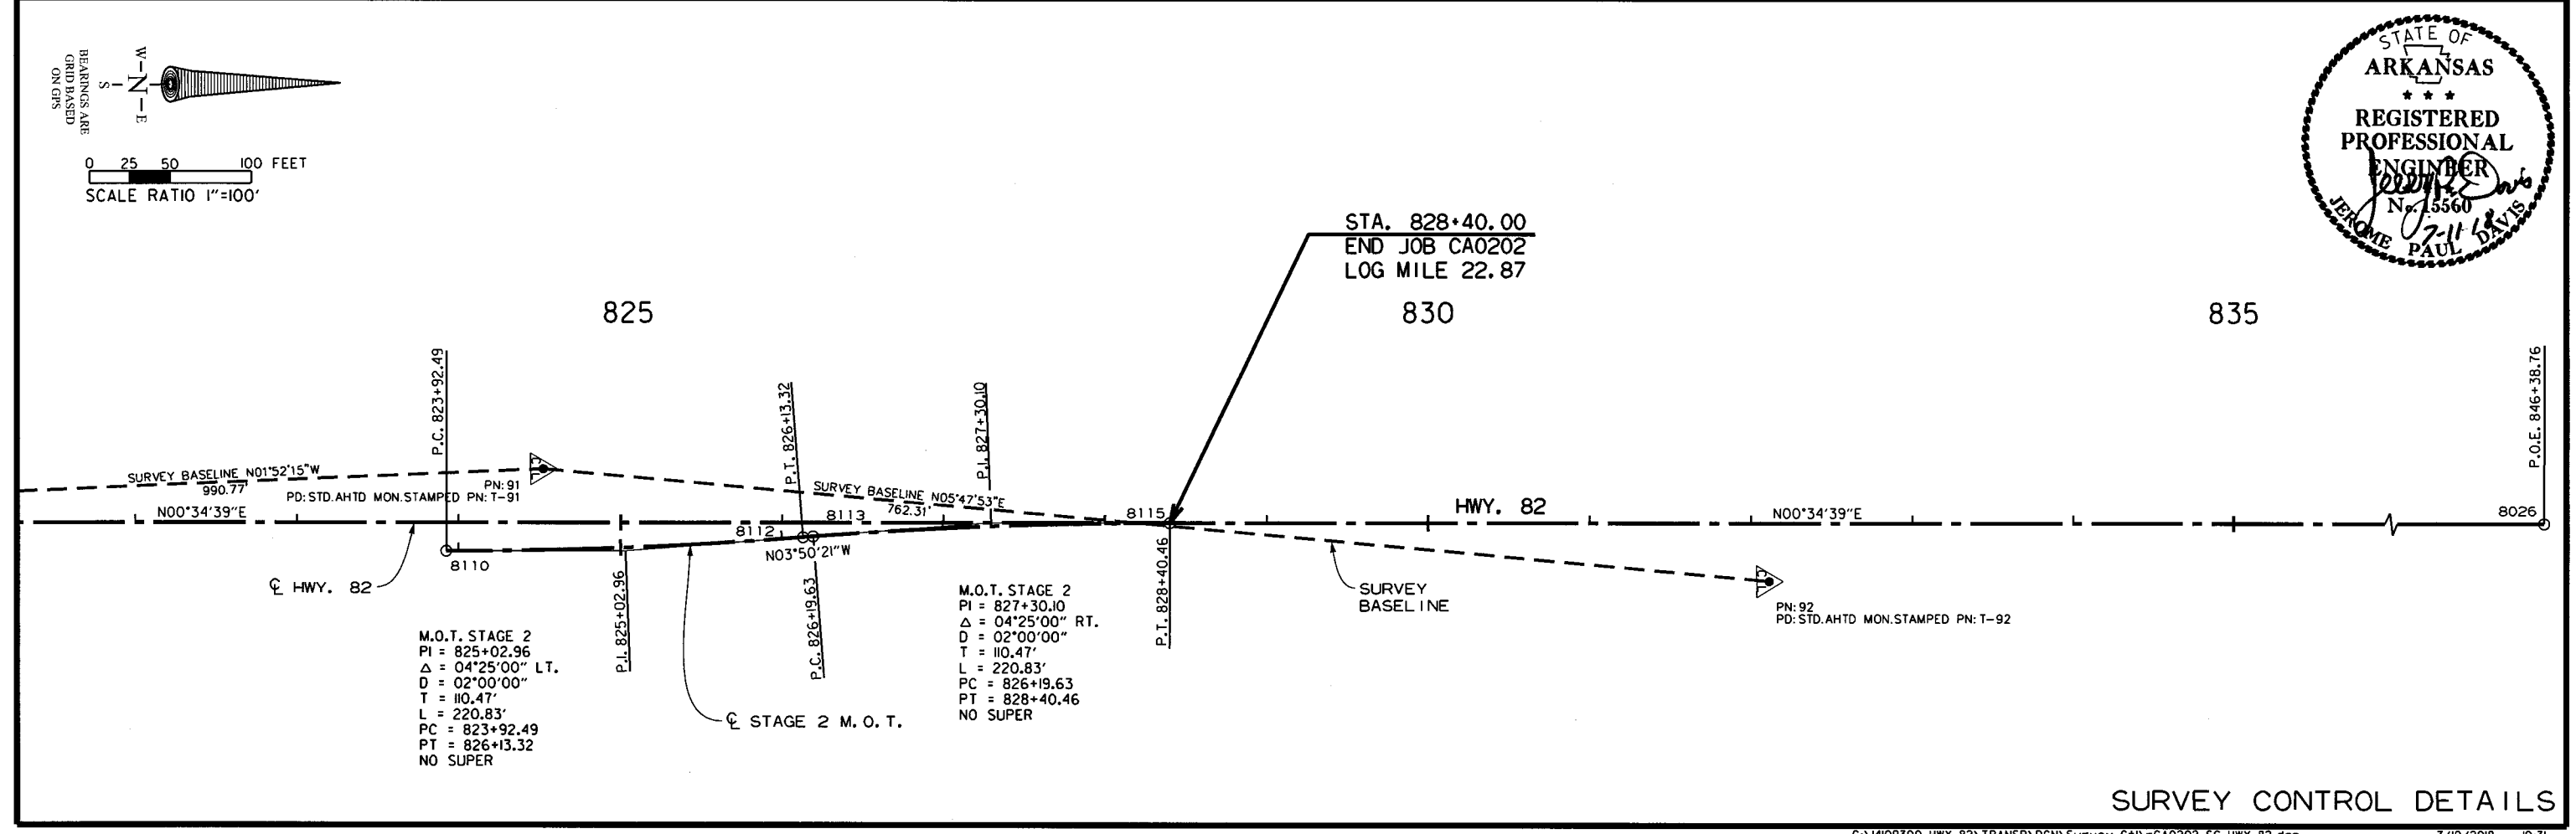 W N E
S
BEARINGS ARE
GRID BASED
ON GPS
0 25 50 100 FEET
SCALE RATIO 1"=100'
STATE OF
ARKANSAS
★ ★ ★
REGISTERED
PROFESSIONAL
ENGINEER
No. 15560
7-11-18
JEROME PAUL DAVIS
STA. 828+40.00
END JOB CA0202
LOG MILE 22.87
825 830 835
P.C. 823+92.49
P.T. 826+13.32
P.I. 827+30.10
P.O.E. 846+38.76
SURVEY BASELINE N01°52'15"W
990.77'
PN: 91
PD: STD.AHTD MON.STAMPED PN: T-91
SURVEY BASELINE N05°47'53"E
762.31'
N00°34'39"E
8113
8115
HWY. 82
N00°34'39"E
8026
8112
N03°50'21"W
8110
℄ HWY. 82
P.I. 825+02.96
P.C. 826+19.63
P.T. 828+40.46
SURVEY
BASELINE
PN: 92
PD: STD.AHTD MON.STAMPED PN: T-92
M.O.T. STAGE 2
PI = 825+02.96
Δ = 04°25'00" LT.
D = 02°00'00"
T = 110.47'
L = 220.83'
PC = 823+92.49
PT = 826+13.32
NO SUPER
M.O.T. STAGE 2
PI = 827+30.10
Δ = 04°25'00" RT.
D = 02°00'00"
T = 110.47'
L = 220.83'
PC = 826+19.63
PT = 828+40.46
NO SUPER
℄ STAGE 2 M.O.T.
SURVEY CONTROL DETAILS